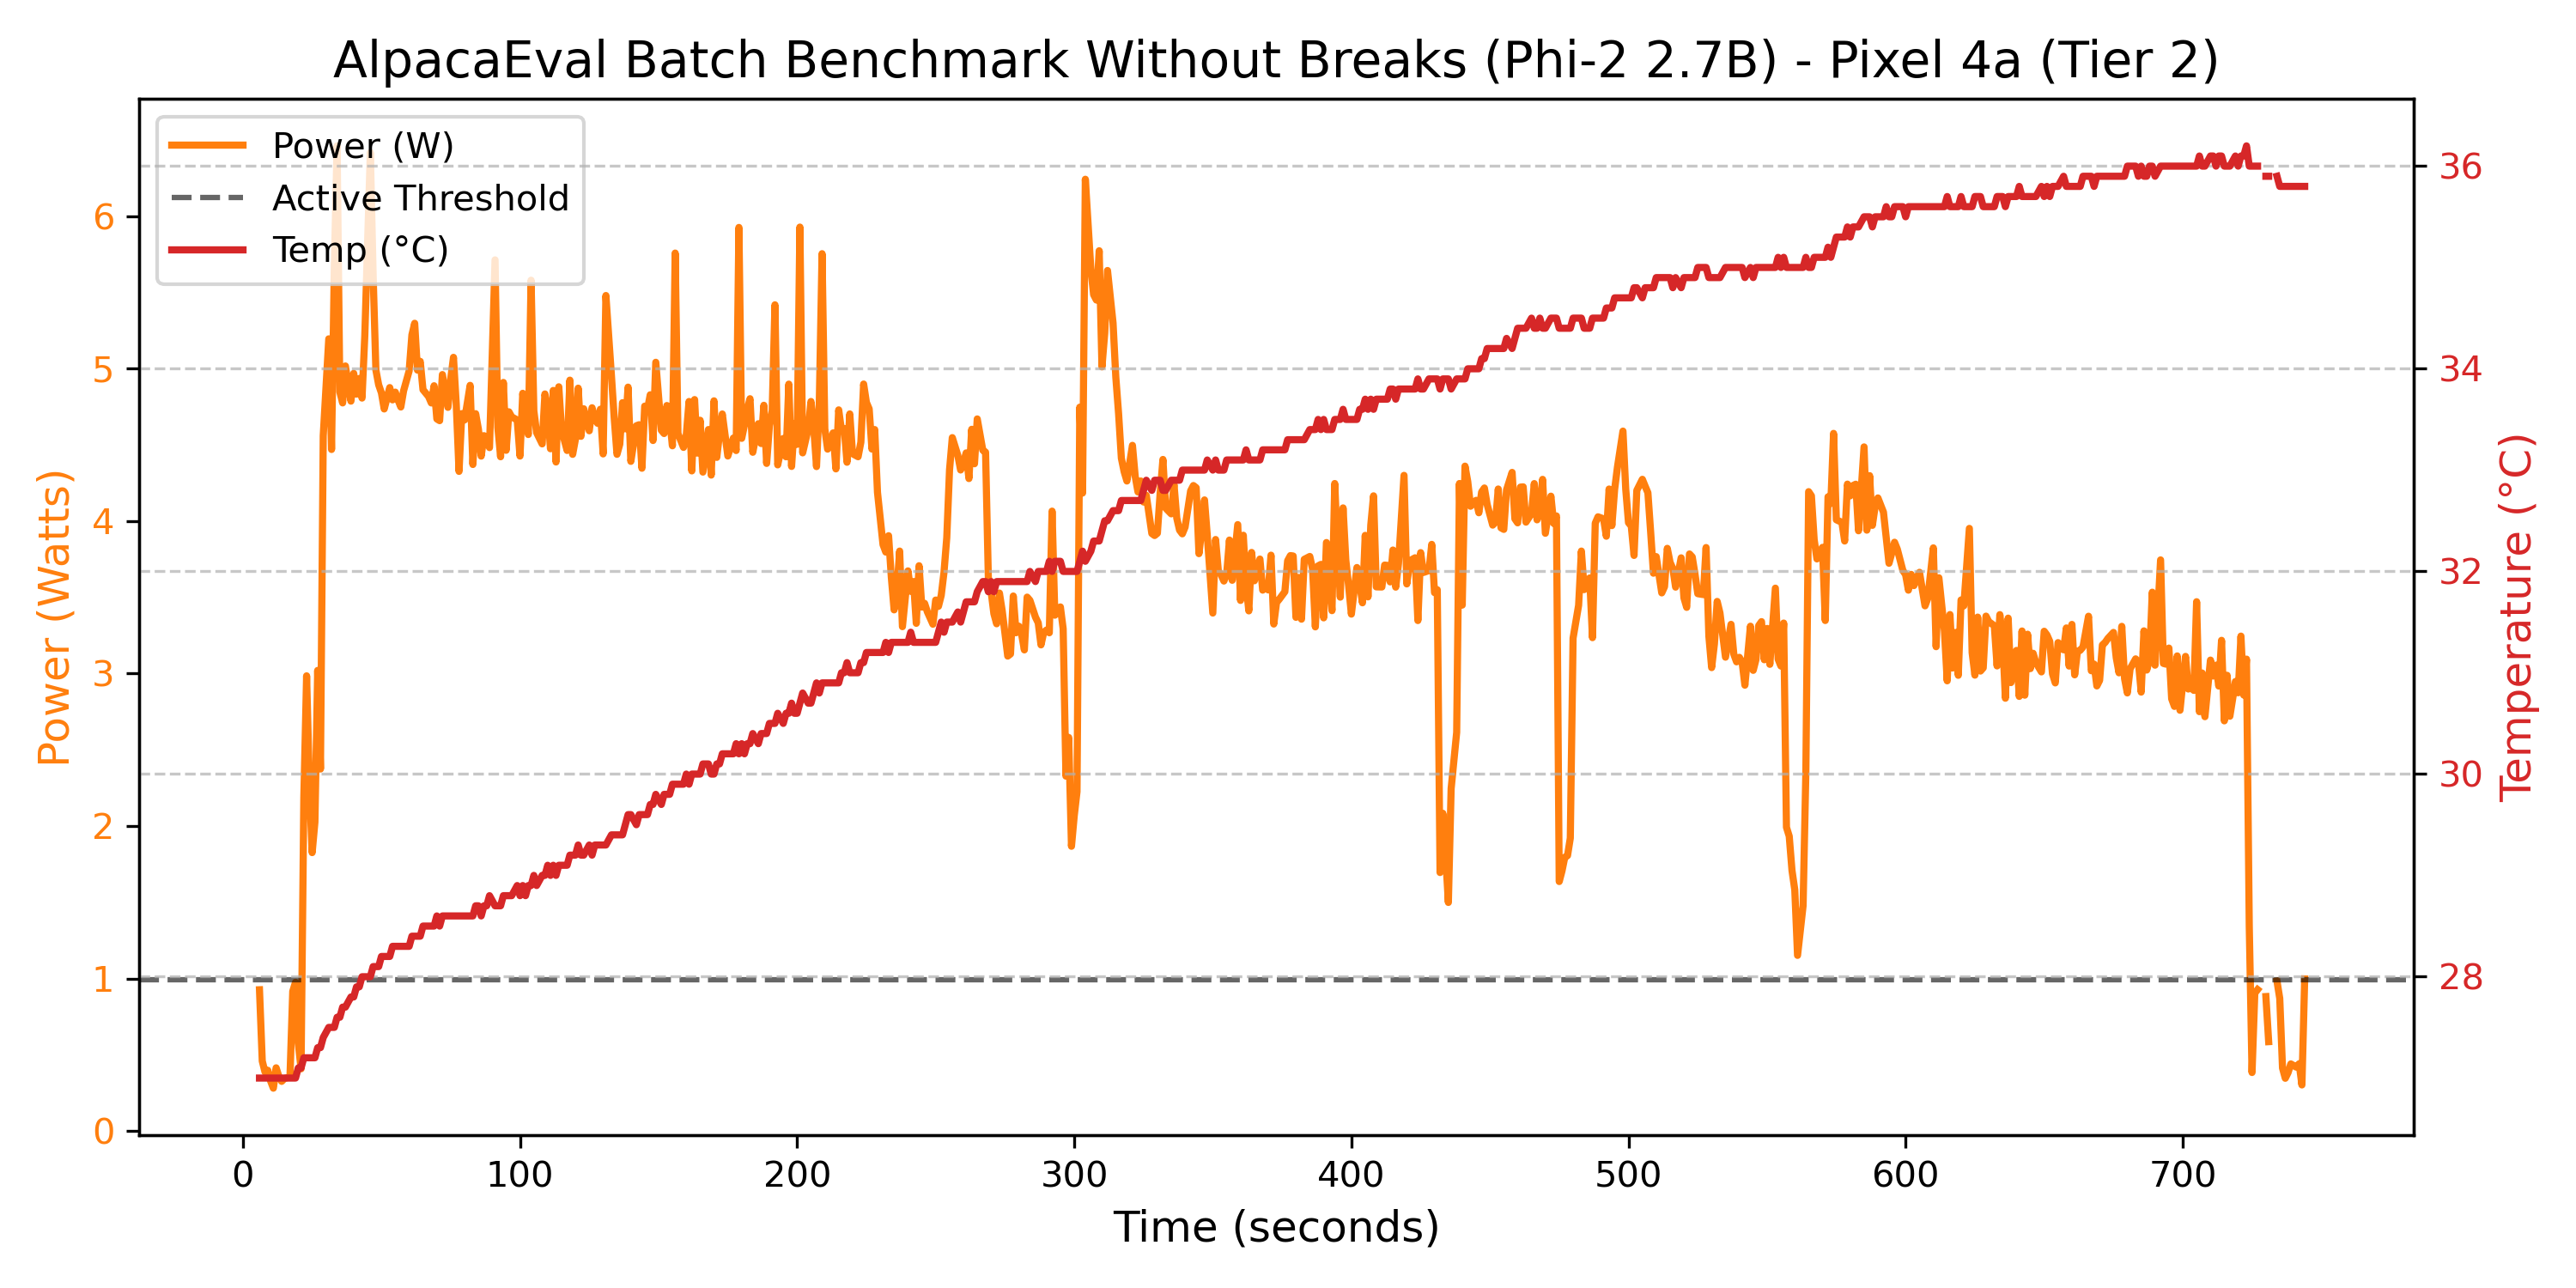 AlpacaEval Batch Benchmark Without Breaks (Phi-2 2.7B) - Pixel 4a (Tier 2)
Power (W)
Active Threshold
Temp (°C)
Power (Watts)
6
5
4
3
2
1
0
36
34
32
30
28
Temperature (°C)
0 100 200 300 400 500 600 700
Time (seconds)